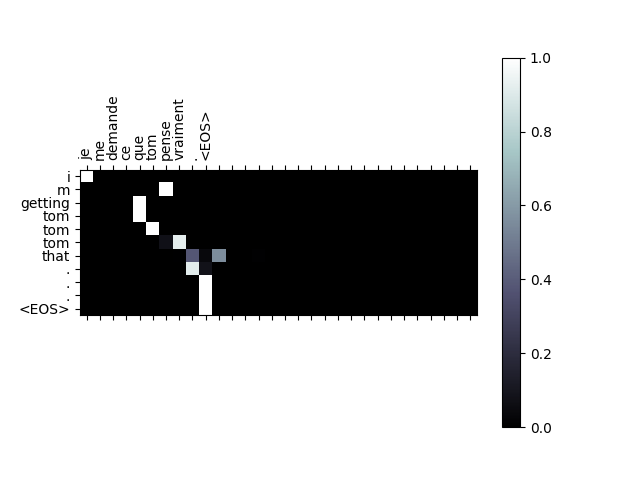 je
me
demande
ce
que
tom
pense
vraiment
.
<EOS>
i
m
getting
tom
tom
tom
that
.
.
.
<EOS>
1.0
0.8
0.6
0.4
0.2
0.0